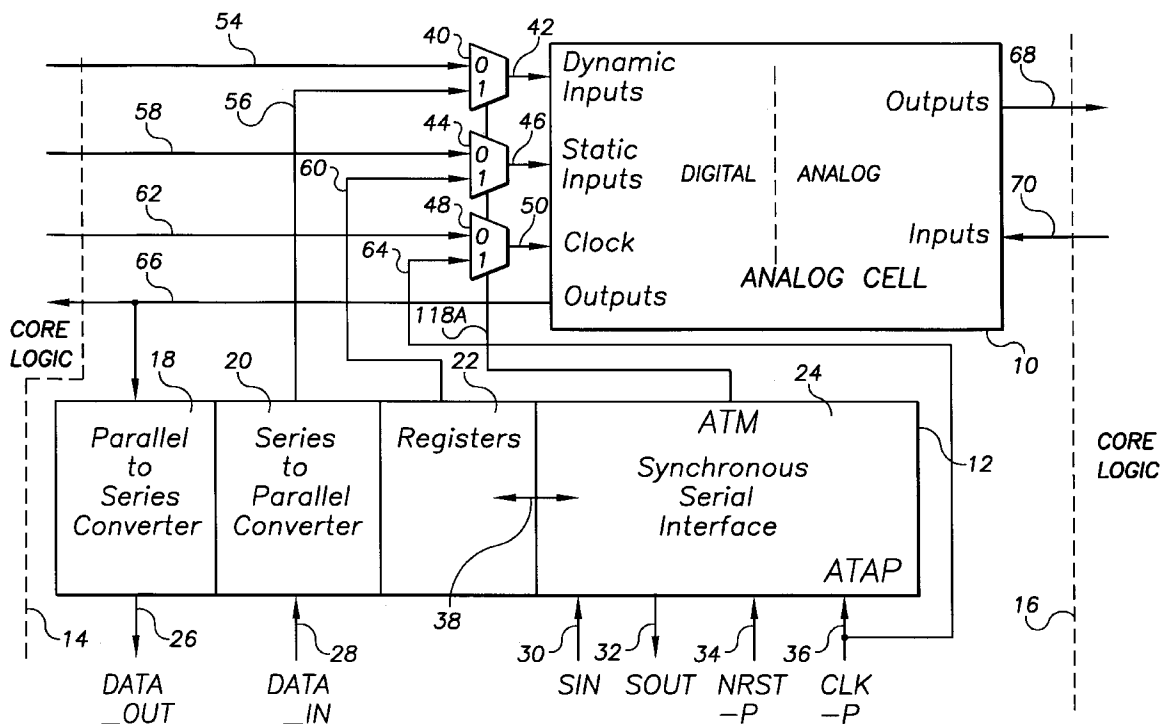 54
40
42
68
0
1
Dynamic
Inputs
Outputs
56
58
44
46
0
1
Static
Inputs
60
DIGITAL
ANALOG
62
48
50
70
0
1
Clock
Inputs
64
66
ANALOG CELL
Outputs
118A
CORE
LOGIC
10
18
20
22
24
Parallel
to
Series
Converter
Series
to
Parallel
Converter
Registers
ATM
Synchronous
Serial
Interface
ATAP
12
CORE
LOGIC
38
14
26
28
30
32
34
36
16
DATA
_OUT
DATA
_IN
SIN
SOUT
NRST
-P
CLK
-P